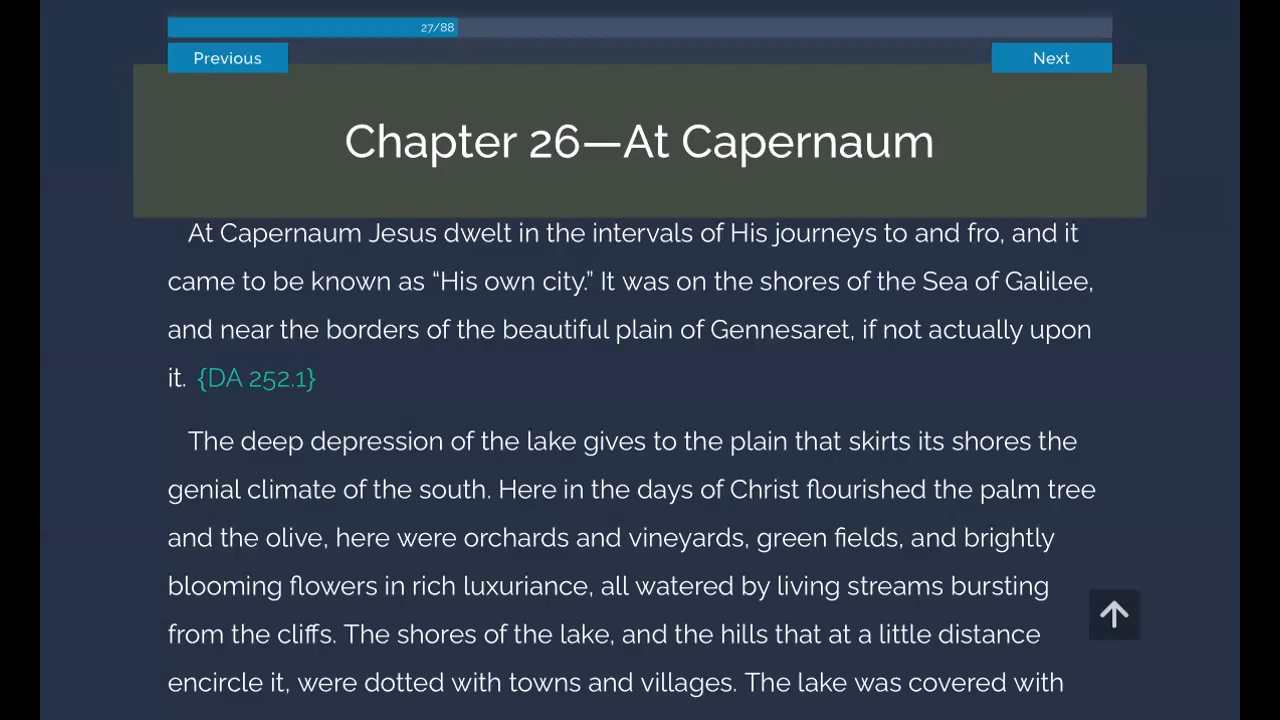 27/88
Previous
Next
Chapter 26—At Capernaum
At Capernaum Jesus dwelt in the intervals of His journeys to and fro, and it
came to be known as “His own city.” It was on the shores of the Sea of Galilee,
and near the borders of the beautiful plain of Gennesaret, if not actually upon
it. {DA 252.1}
The deep depression of the lake gives to the plain that skirts its shores the
genial climate of the south. Here in the days of Christ flourished the palm tree
and the olive, here were orchards and vineyards, green fields, and brightly
blooming flowers in rich luxuriance, all watered by living streams bursting
from the cliffs. The shores of the lake, and the hills that at a little distance
encircle it, were dotted with towns and villages. The lake was covered with